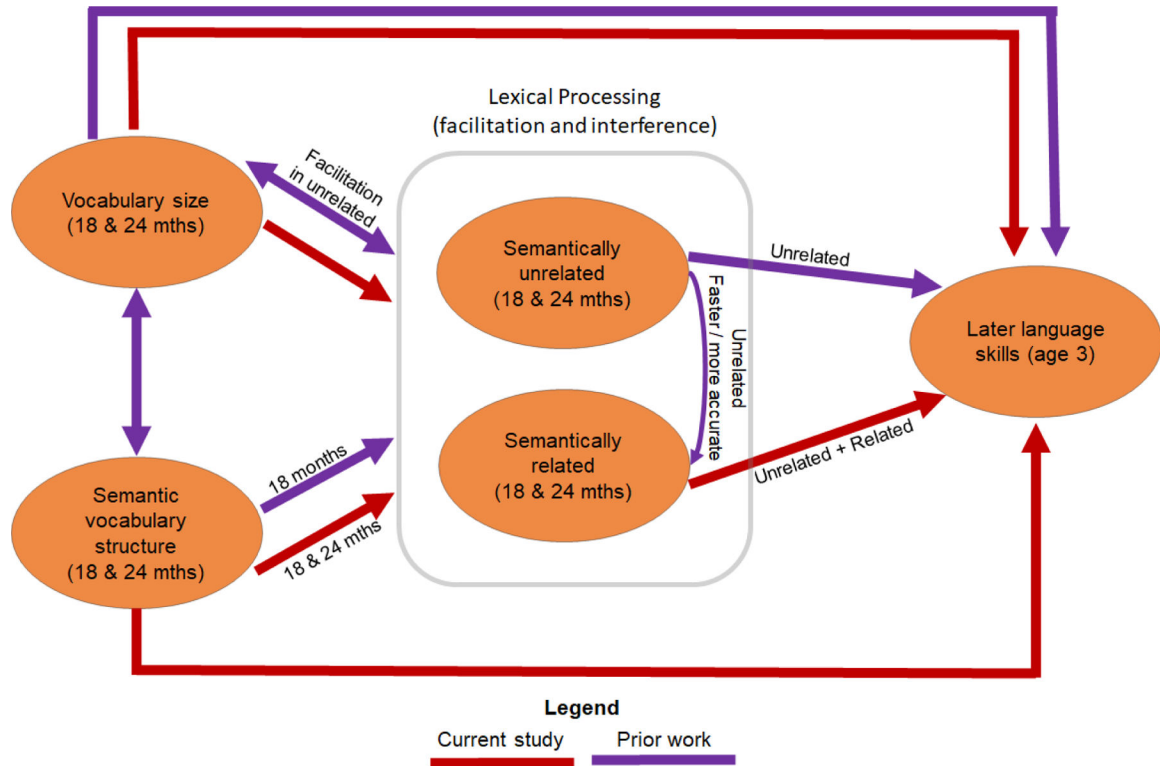 Lexical Processing
(facilitation and interference)
Vocabulary size
(18 & 24 mths)
Facilitation
in unrelated
Semantically
unrelated
(18 & 24 mths)
Unrelated
Unrelated
Faster / more accurate
Later language
skills (age 3)
Semantic
vocabulary
structure
(18 & 24 mths)
18 months
18 & 24 mths
Semantically
related
(18 & 24 mths)
Unrelated + Related
Legend
Current study
Prior work